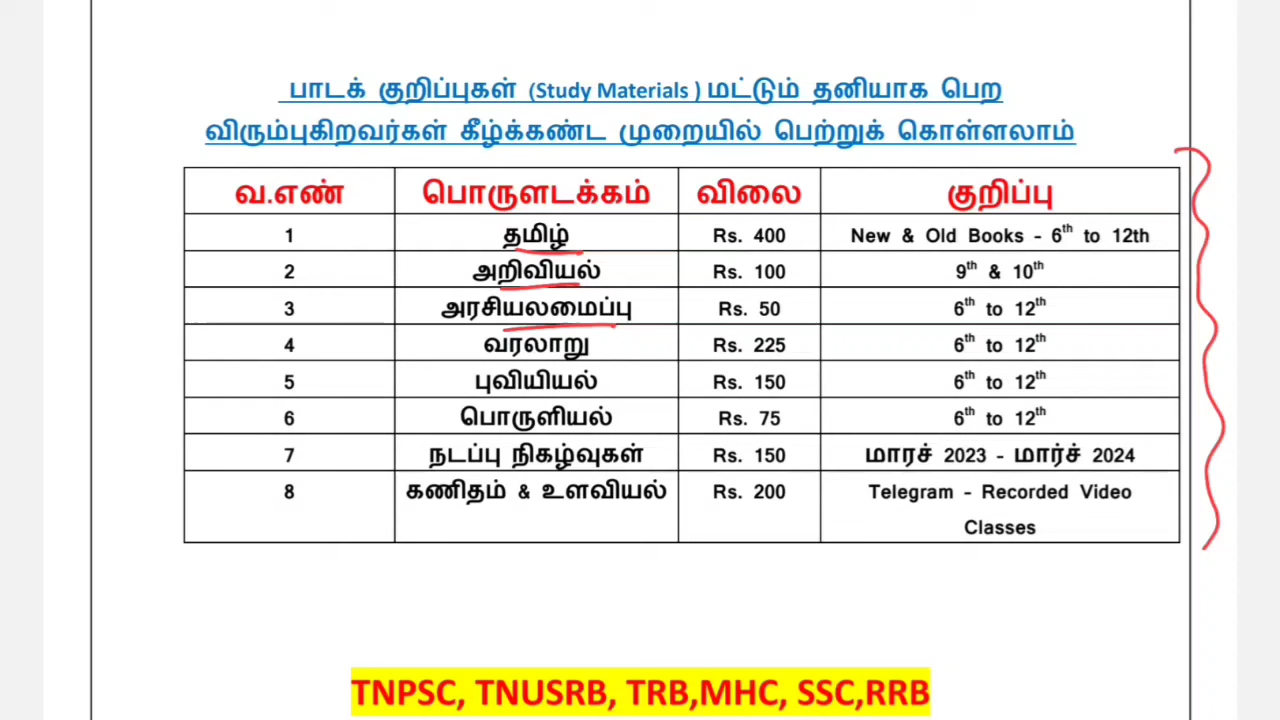 பாடக் குறிப்புகள் (Study Materials ) மட்டும் தனியாக பெற
விரும்புகிறவர்கள் கீழ்க்கண்ட முறையில் பெற்றுக் கொள்ளலாம்
வ.எண் பொருளடக்கம் விலை குறிப்பு
1 தமிழ் Rs. 400 New & Old Books - 6th to 12th
2 அறிவியல் Rs. 100 9th & 10th
3 அரசியலமைப்பு Rs. 50 6th to 12th
4 வரலாறு Rs. 225 6th to 12th
5 புவியியல் Rs. 150 6th to 12th
6 பொருளியல் Rs. 75 6th to 12th
7 நடப்பு நிகழ்வுகள் Rs. 150 மாரச் 2023 - மார்ச் 2024
8 கணிதம் & உளவியல் Rs. 200 Telegram - Recorded Video
Classes
TNPSC, TNUSRB, TRB,MHC, SSC,RRB